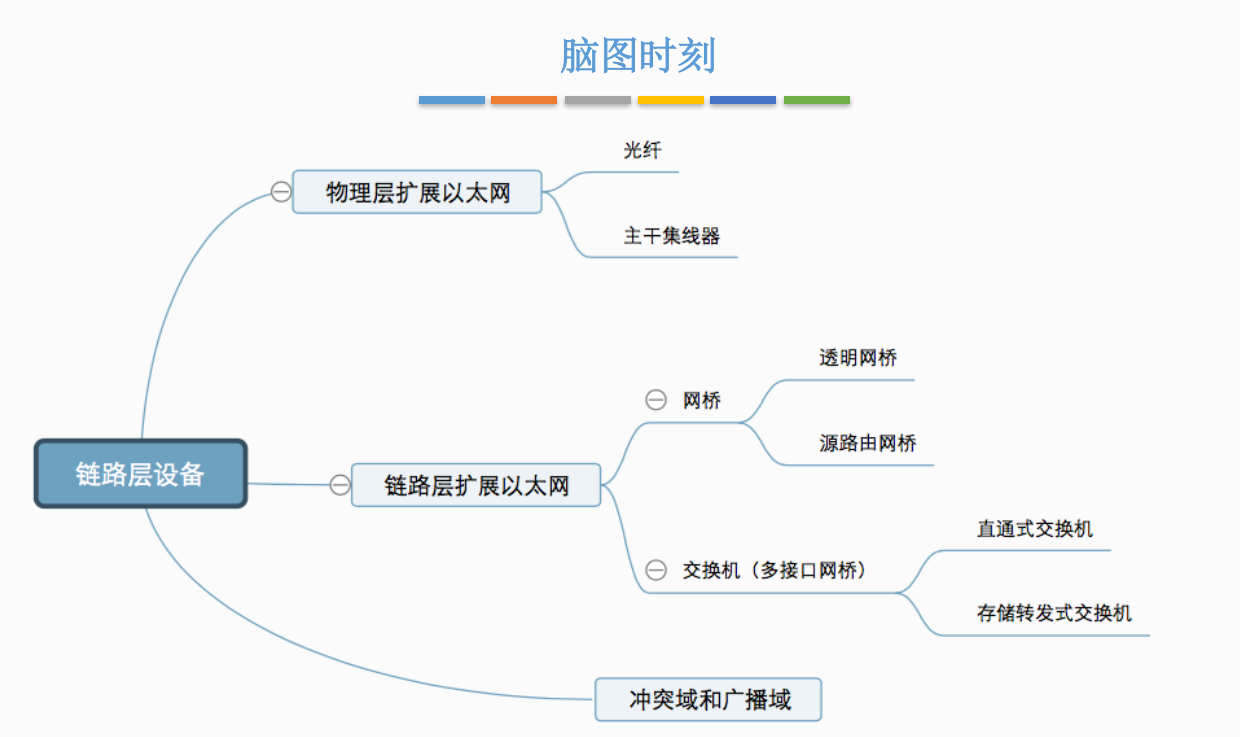 脑图时刻
光纤
物理层扩展以太网
主干集线器
透明网桥
网桥
源路由网桥
链路层设备
链路层扩展以太网
直通式交换机
交换机（多接口网桥）
存储转发式交换机
冲突域和广播域